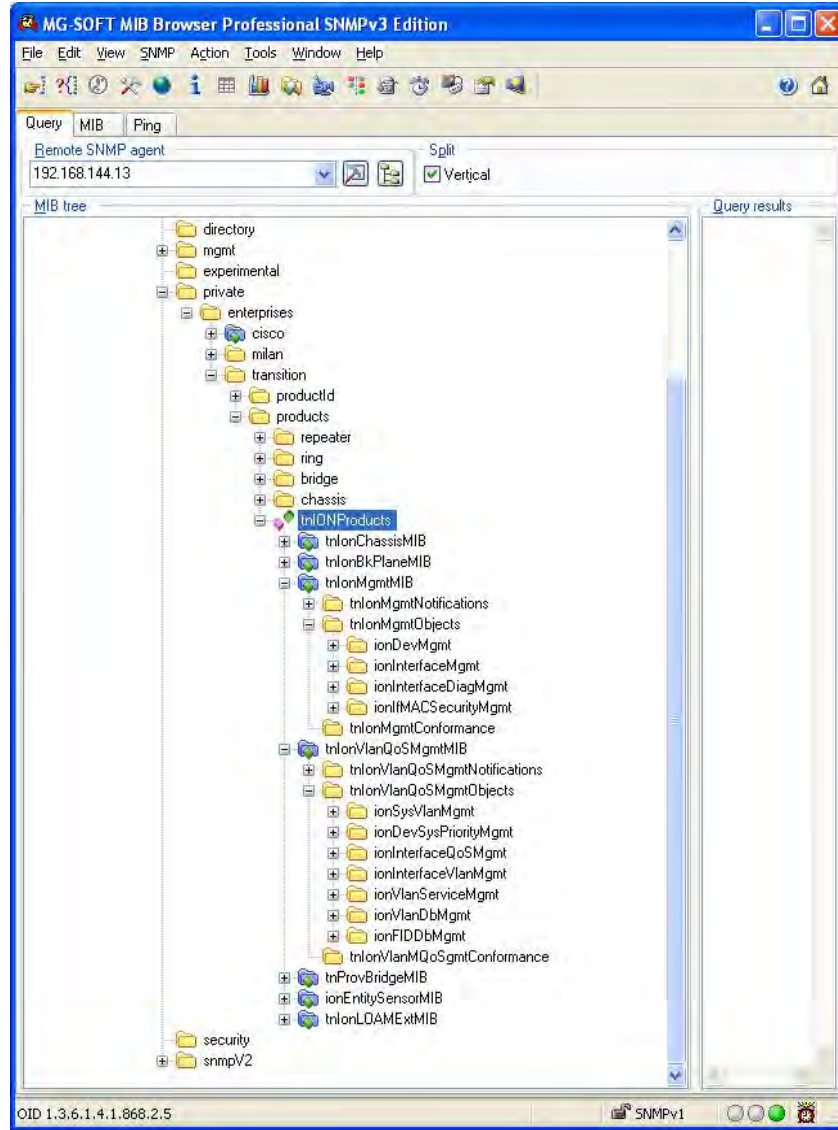 MG-SOFT MIB Browser Professional SNMPv3 Edition
File Edit View SNMP Action Tools Window Help
Query MIB Ping
Remote SNMP agent Split
192.168.144.13 Vertical
MIB tree Query results
directory
mgmt
experimental
private
enterprises
cisco
milan
transition
productId
products
repeater
ring
bridge
chassis
tnIONProducts
tnIonChassisMIB
tnIonBkPlaneMIB
tnIonMgmtMIB
tnIonMgmtNotifications
tnIonMgmtObjects
ionDevMgmt
ionInterfaceMgmt
ionInterfaceDiagMgmt
ionIfMACSecurityMgmt
tnIonMgmtConformance
tnIonVlanQoSMgmtMIB
tnIonVlanQoSMgmtNotifications
tnIonVlanQoSMgmtObjects
ionSysVlanMgmt
ionDevSysPriorityMgmt
ionInterfaceQoSMgmt
ionInterfaceVlanMgmt
ionVlanServiceMgmt
ionVlanDbMgmt
ionFIDDbMgmt
tnIonVlanMQoSgmtConformance
tnProvBridgeMIB
ionEntitySensorMIB
tnIonLOAMExtMIB
security
snmpV2
OID 1.3.6.1.4.1.868.2.5 SNMPv1